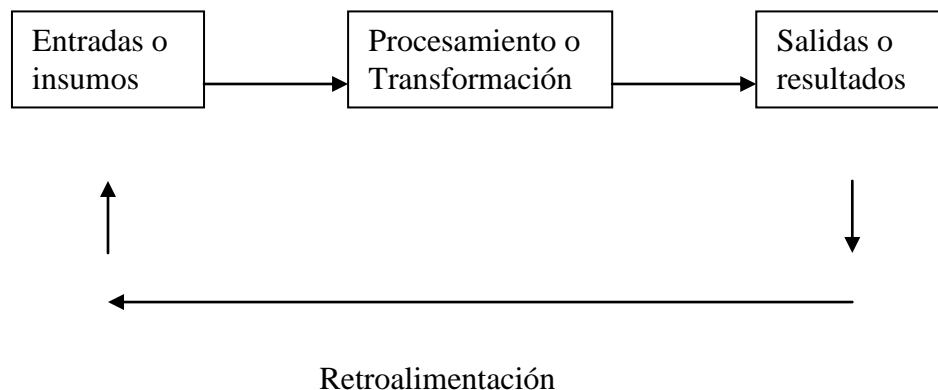 Entradas o
insumos
Procesamiento o
Transformación
Salidas o
resultados
Retroalimentación